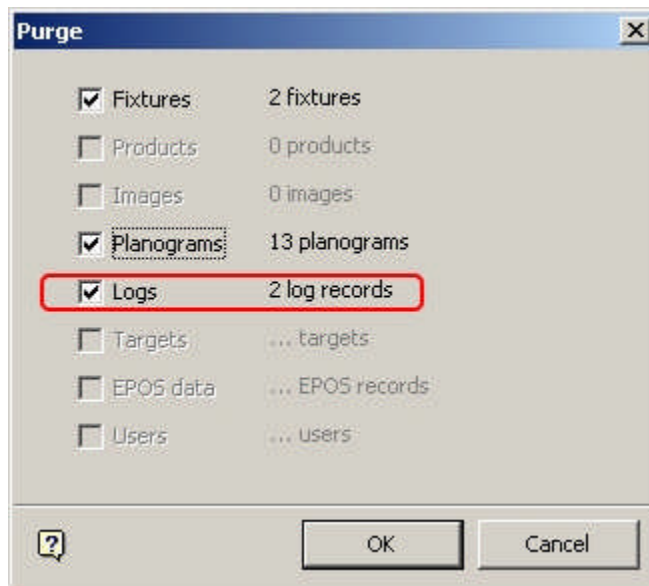 Purge
Fixtures 2 fixtures
Products 0 products
Images 0 images
Planograms 13 planograms
Logs 2 log records
Targets ... targets
EPOS data ... EPOS records
Users ... users
? OK Cancel